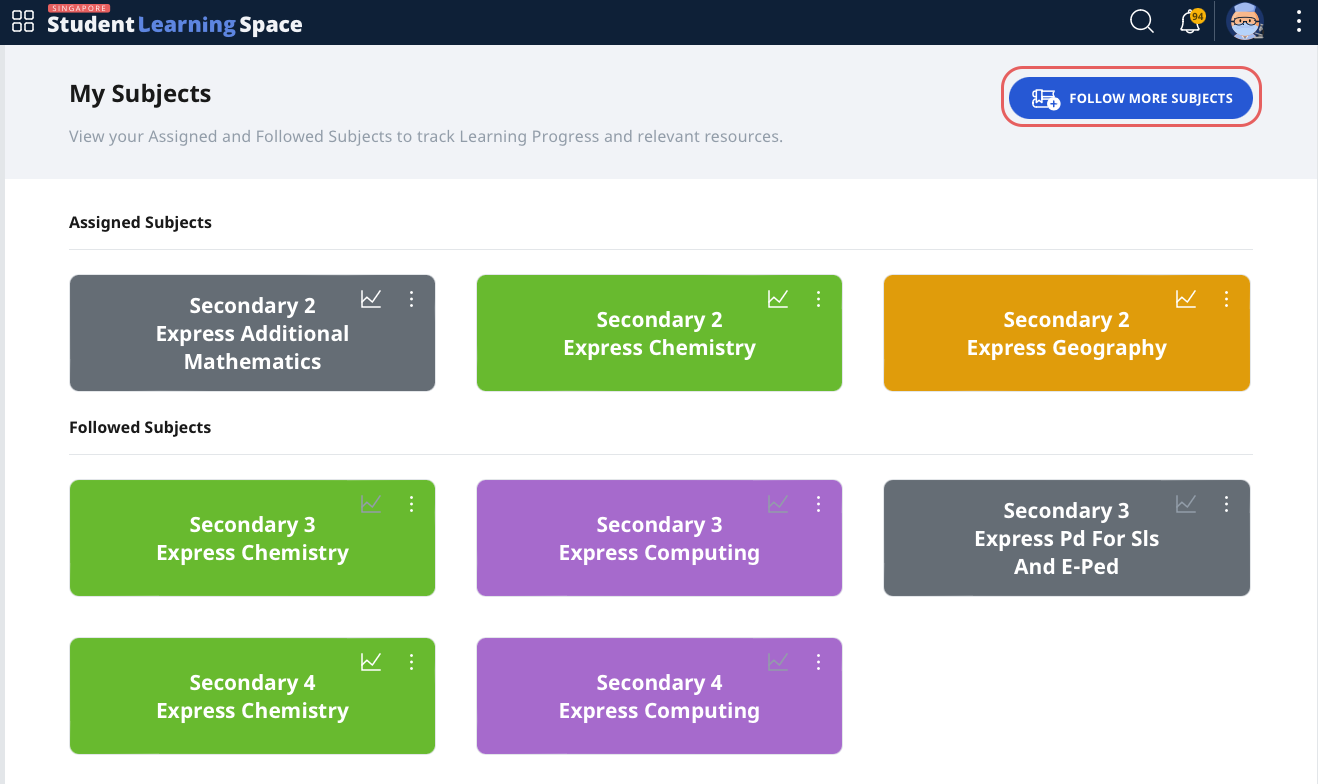 SINGAPORE
Student Learning Space
94
My Subjects
FOLLOW MORE SUBJECTS
View your Assigned and Followed Subjects to track Learning Progress and relevant resources.
Assigned Subjects
Secondary 2
Express Additional
Mathematics
Secondary 2
Express Chemistry
Secondary 2
Express Geography
Followed Subjects
Secondary 3
Express Chemistry
Secondary 3
Express Computing
Secondary 3
Express Pd For Sls
And E-Ped
Secondary 4
Express Chemistry
Secondary 4
Express Computing